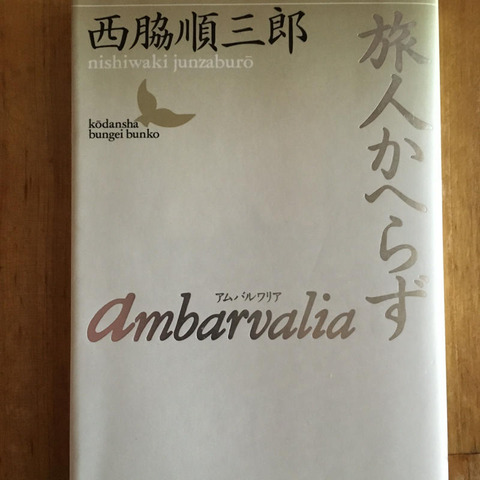 西脇順三郎
nishiwaki junzaburō
kōdansha
bungei bunko
旅人かへらず
アムバルワリア
ambarvalia